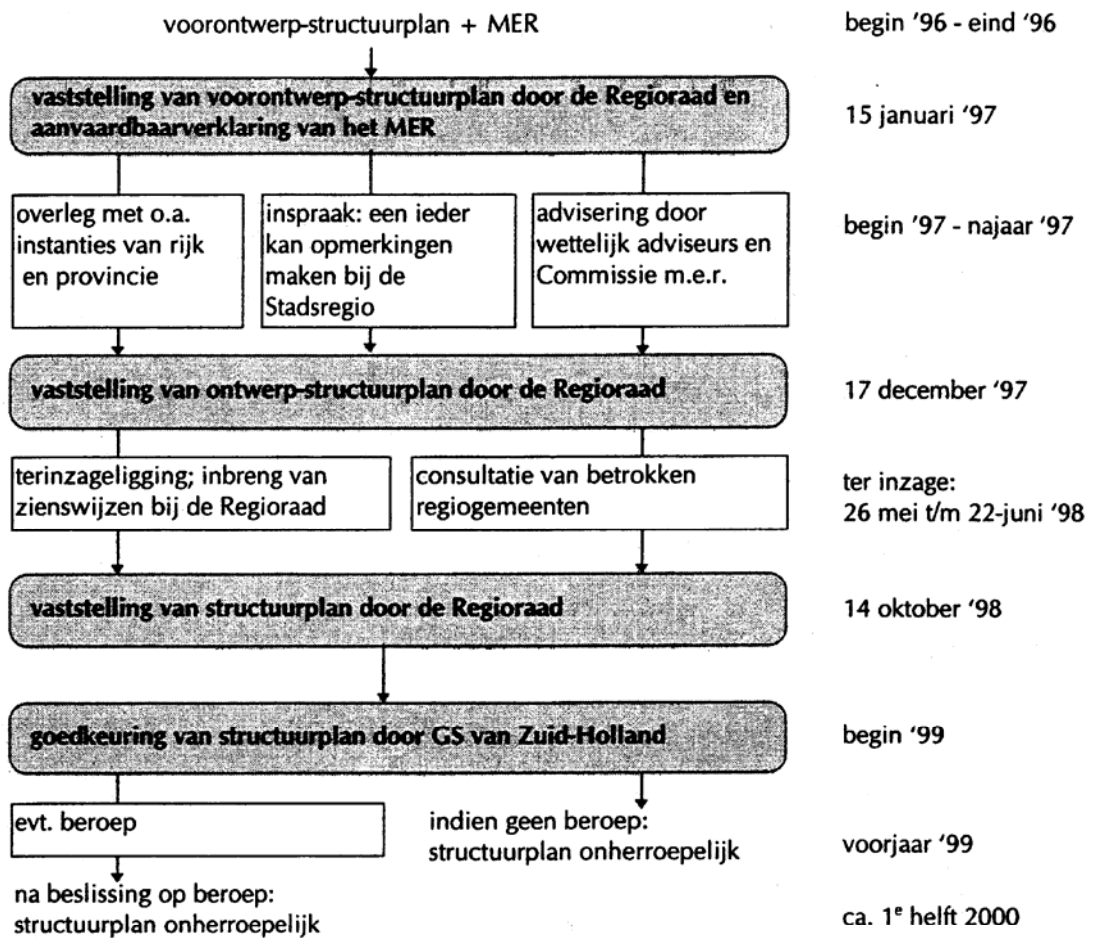 voorontwerp-structuurplan + MER
begin '96 - eind '96
vaststelling van voorontwerp-structuurplan door de Regioraad en
aanvaardbaarverklaring van het MER
15 januari '97
overleg met o.a.
instanties van rijk
en provincie
inspraak: een ieder
kan opmerkingen
maken bij de
Stadsregio
advisering door
wettelijk adviseurs en
Commissie m.e.r.
begin '97 - najaar '97
vaststelling van ontwerp-structuurplan door de Regioraad
17 december '97
terinzageligging; inbreng van
zienswijzen bij de Regioraad
consultatie van betrokken
regiogemeenten
ter inzage:
26 mei t/m 22-juni '98
vaststelling van structuurplan door de Regioraad
14 oktober '98
goedkeuring van structuurplan door GS van Zuid-Holland
begin '99
evt. beroep
indien geen beroep:
structuurplan onherroepelijk
voorjaar '99
na beslissing op beroep:
structuurplan onherroepelijk
ca. 1e helft 2000